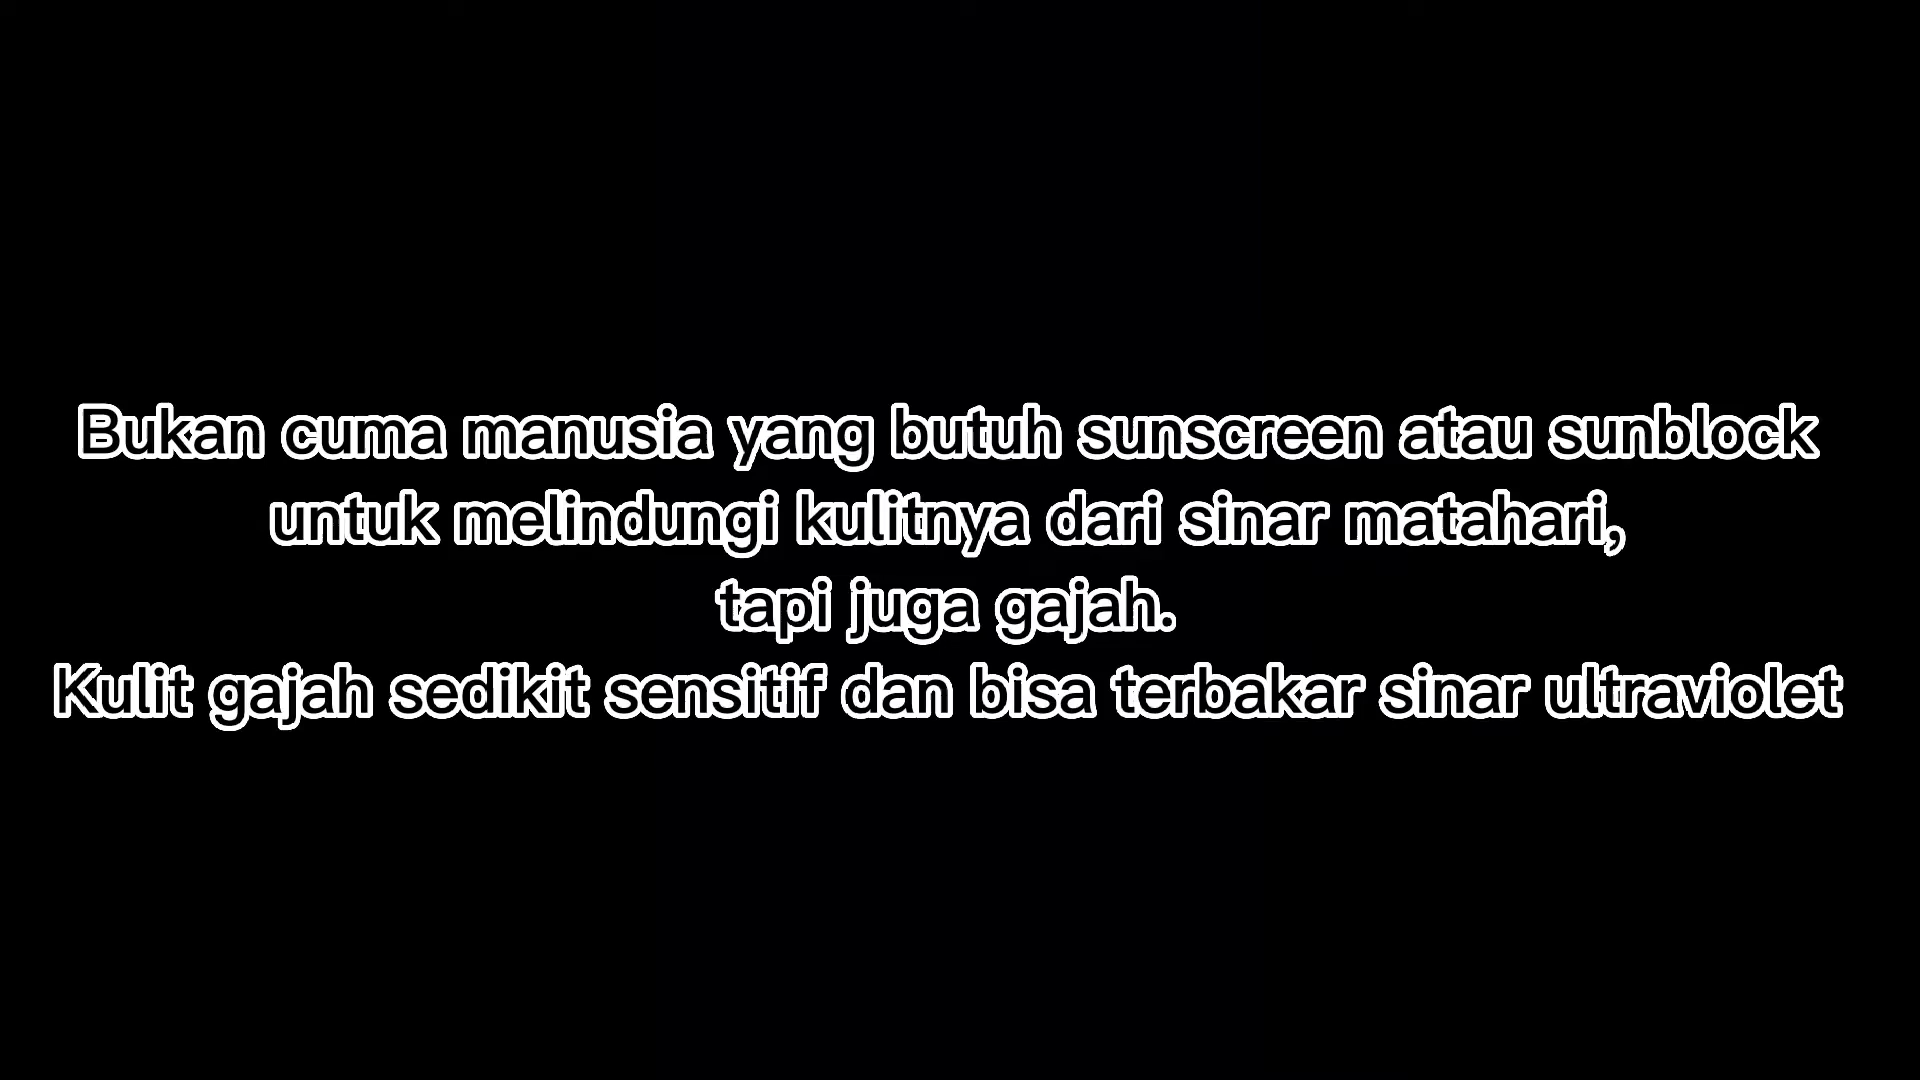 Bukan cuma manusia yang butuh sunscreen atau sunblock
untuk melindungi kulitnya dari sinar matahari,
tapi juga gajah.
Kulit gajah sedikit sensitif dan bisa terbakar sinar ultraviolet